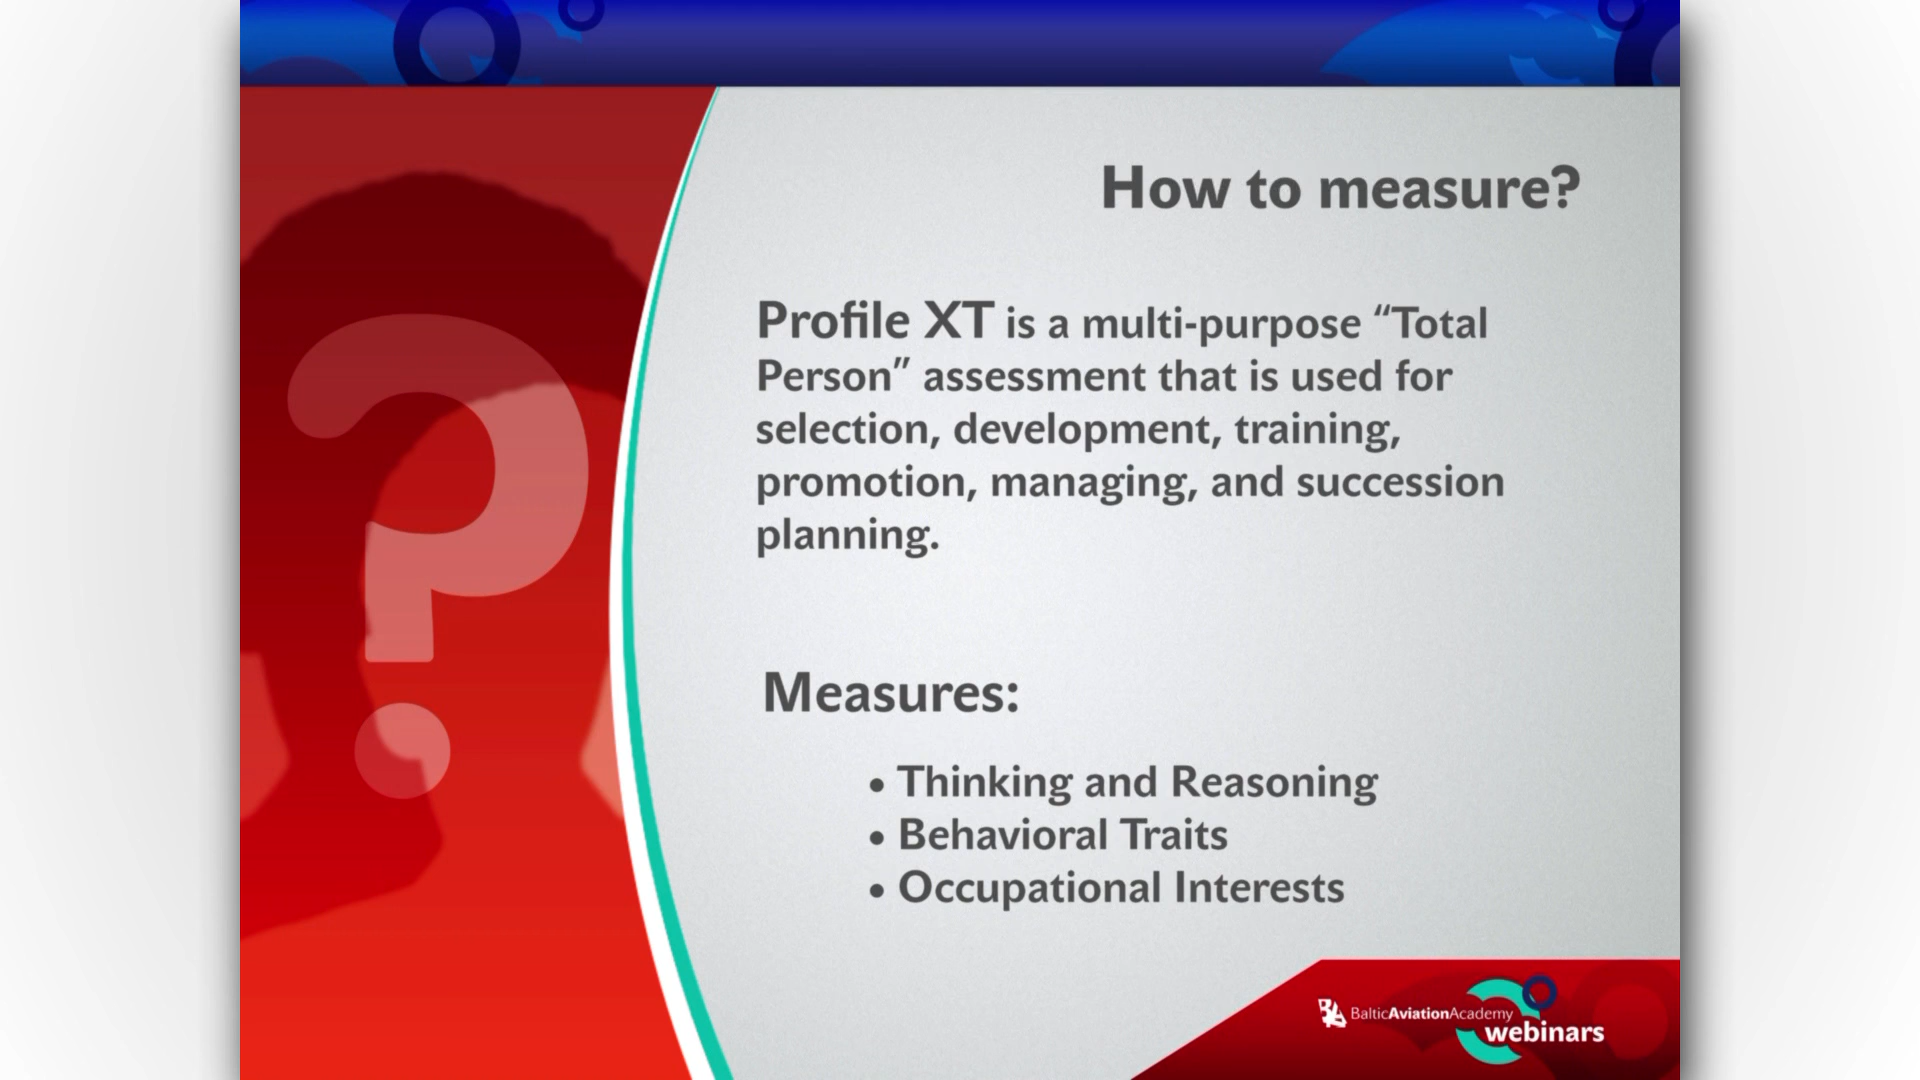 How to measure?
Profile XT is a multi-purpose “Total
Person” assessment that is used for
selection, development, training,
promotion, managing, and succession
planning.
Measures:
• Thinking and Reasoning
• Behavioral Traits
• Occupational Interests
BAA BalticAviationAcademy
webinars